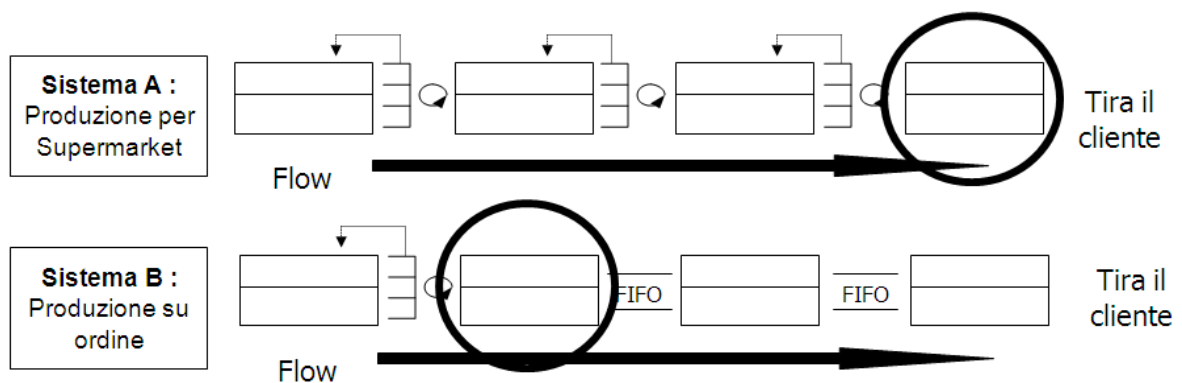 Sistema A :
Produzione per
Supermarket
Tira il
cliente
Flow
Sistema B :
Produzione su
ordine
FIFO
FIFO
Tira il
cliente
Flow